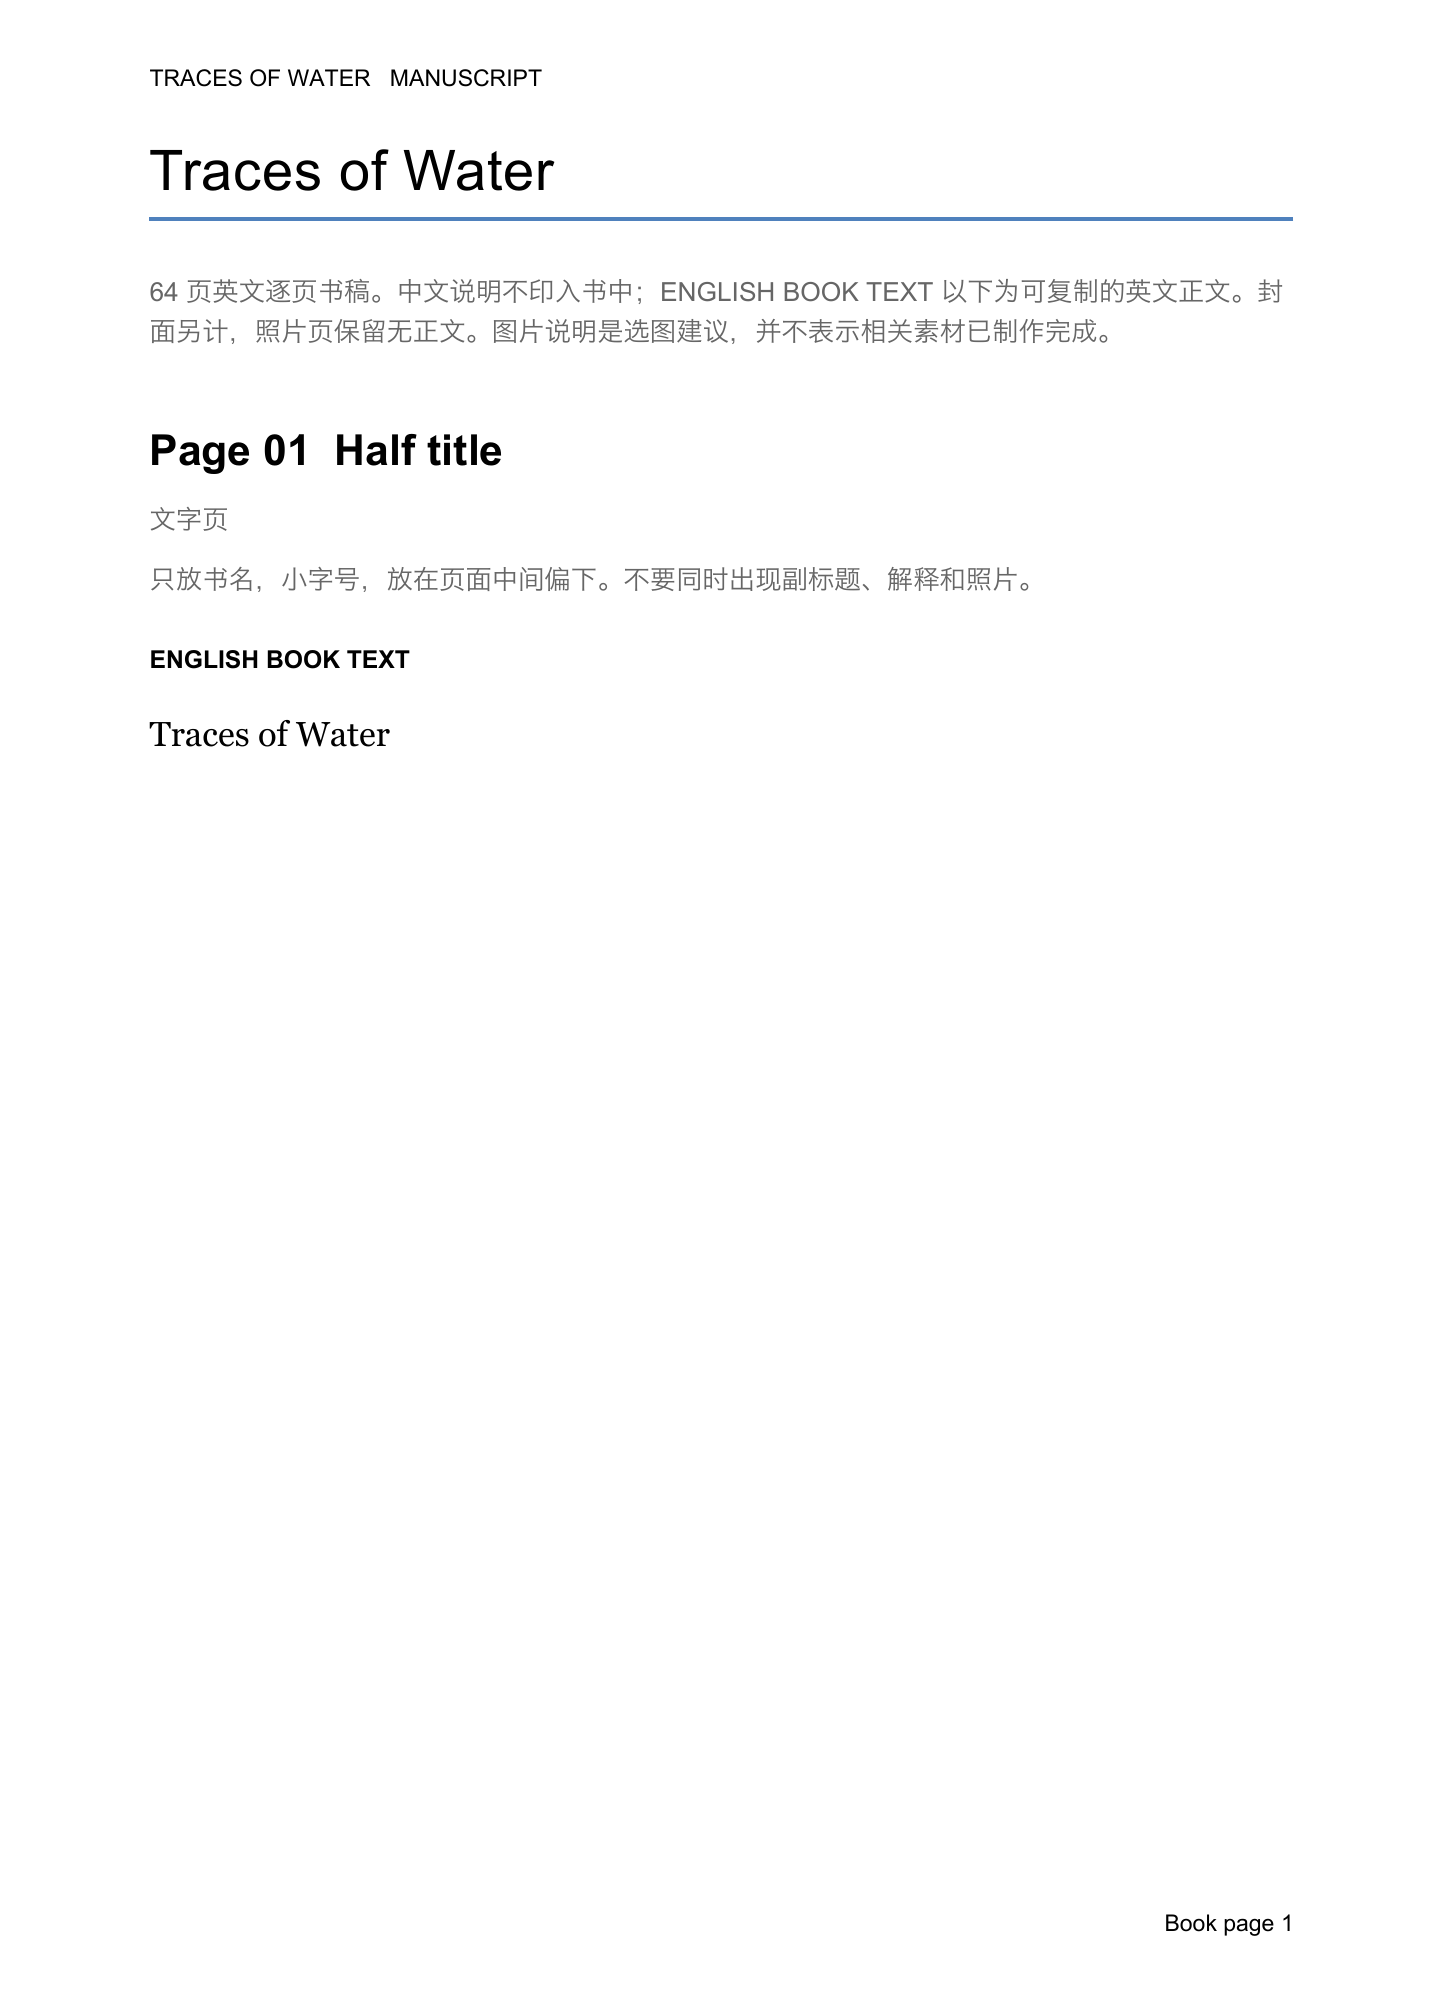 TRACES OF WATER   MANUSCRIPT
Traces of Water
64 页英文逐页书稿。中文说明不印入书中；ENGLISH BOOK TEXT 以下为可复制的英文正文。封
面另计，照片页保留无正文。图片说明是选图建议，并不表示相关素材已制作完成。
Page 01  Half title
文字页
只放书名，小字号，放在页面中间偏下。不要同时出现副标题、解释和照片。
ENGLISH BOOK TEXT
Traces of Water
Book page 1